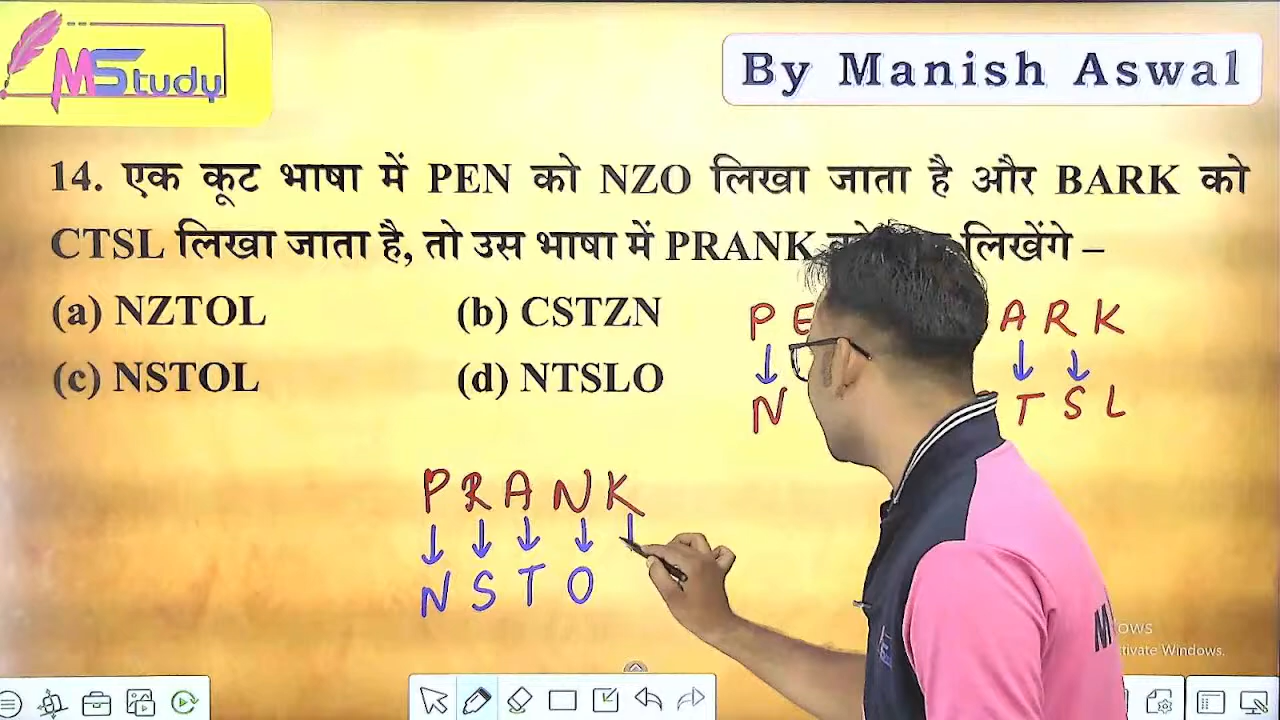 MStudy
By Manish Aswal
14. एक कूट भाषा में PEN को NZO लिखा जाता है और BARK को
CTSL लिखा जाता है, तो उस भाषा में PRANK लिखेंगे –
(a) NZTOL (b) CSTZN
(c) NSTOL (d) NTSLO
P E A R K
N T S L
P R A N K
N S T O